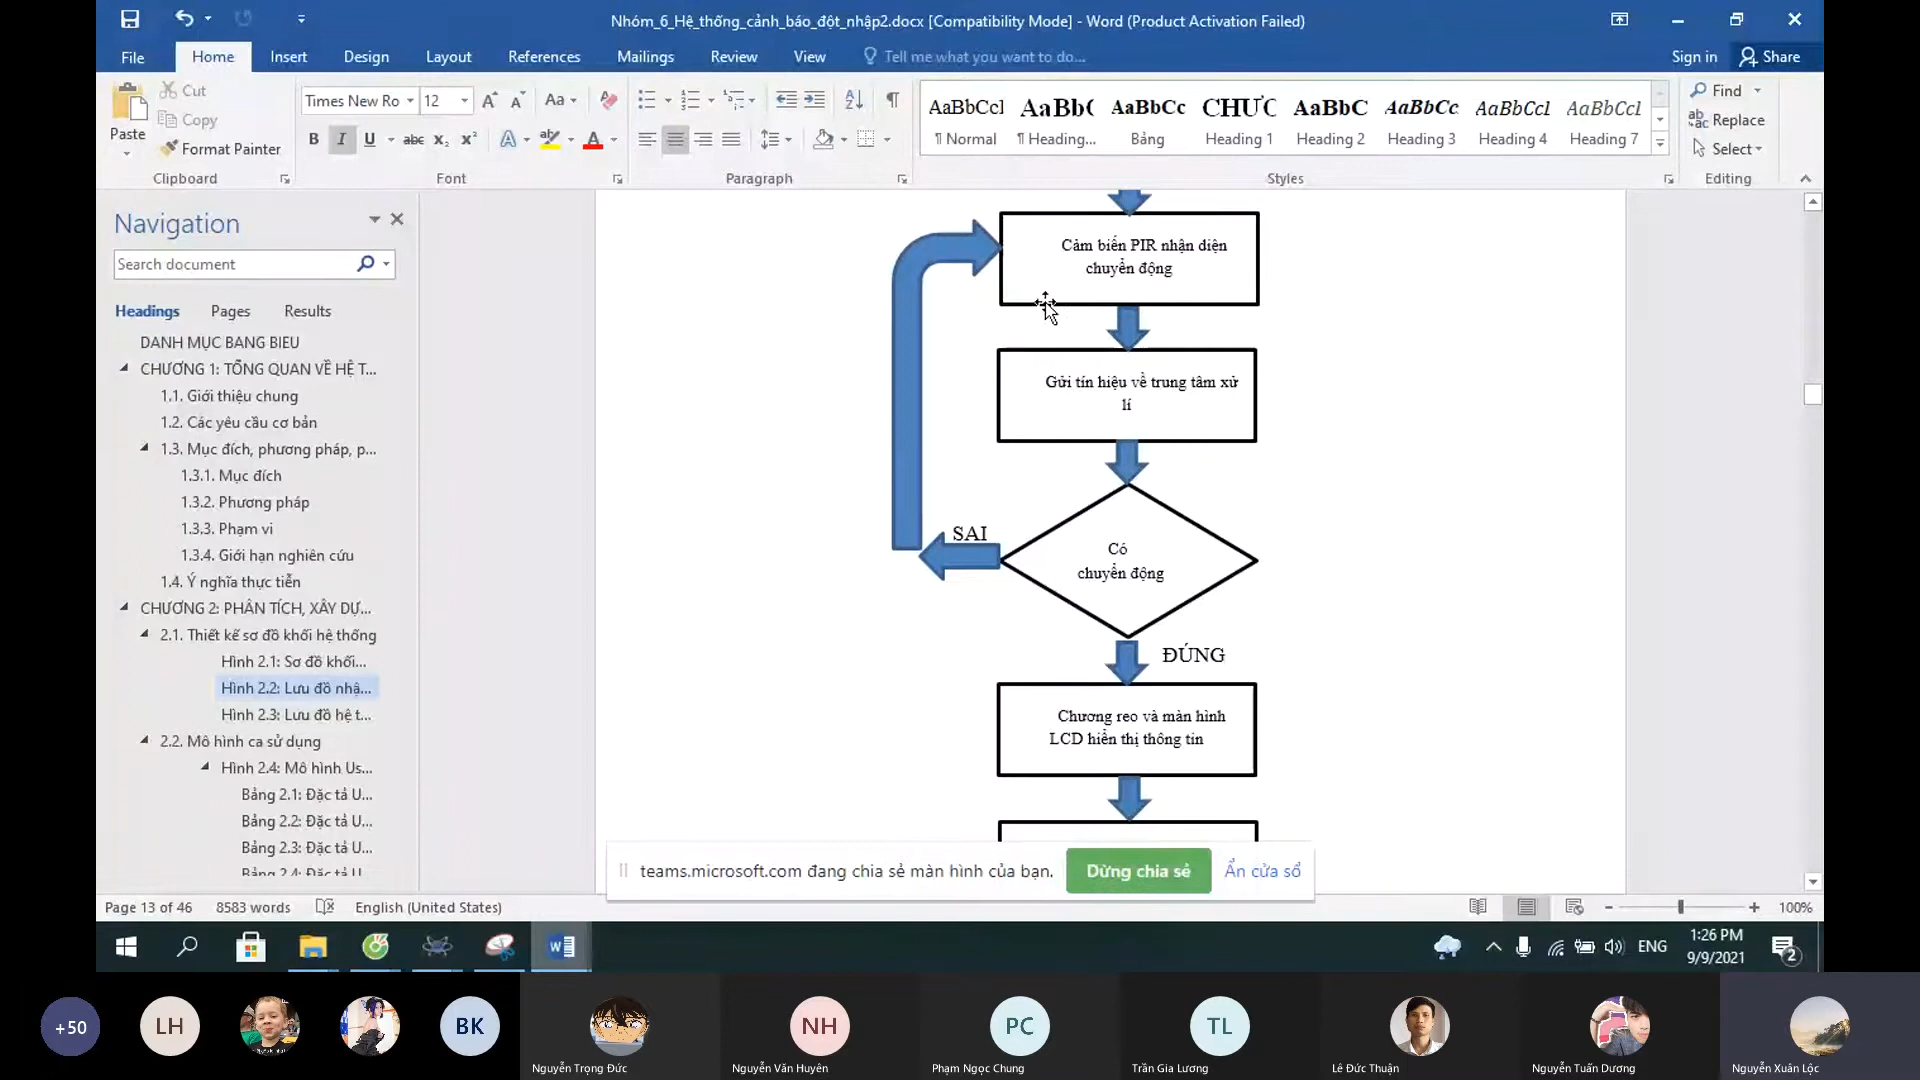 Nhóm_6_Hệ_thống_cảnh_báo_đột_nhập2.docx [Compatibility Mode] - Word (Product Activation Failed)
File Home Insert Design Layout References Mailings Review View Tell me what you want to do... Sign in Share
Paste Cut Copy Format Painter
Clipboard
Times New Ro 12 Aa
B I U abc x₂ x² A ab A
Font
Paragraph
AaBbCcI AaBb( AaBbCc CHƯC AaBbC AaBbCc AaBbCcI AaBbCcI
¶ Normal ¶ Heading... Bảng Heading 1 Heading 2 Heading 3 Heading 4 Heading 7
Styles
Find
Replace
Select
Editing
Navigation
Search document
Headings Pages Results
DANH MỤC BẢNG BIỂU
CHƯƠNG 1: TỔNG QUAN VỀ HỆ T...
1.1. Giới thiệu chung
1.2. Các yêu cầu cơ bản
1.3. Mục đích, phương pháp, p...
1.3.1. Mục đích
1.3.2. Phương pháp
1.3.3. Phạm vi
1.3.4. Giới hạn nghiên cứu
1.4. Ý nghĩa thực tiễn
CHƯƠNG 2: PHÂN TÍCH, XÂY DỰ...
2.1. Thiết kế sơ đồ khối hệ thống
Hình 2.1: Sơ đồ khối...
Hình 2.2: Lưu đồ nhậ...
Hình 2.3: Lưu đồ hệ t...
2.2. Mô hình ca sử dụng
Hình 2.4: Mô hình Us...
Bảng 2.1: Đặc tả U...
Bảng 2.2: Đặc tả U...
Bảng 2.3: Đặc tả U...
Bảng 2.4: Đặc tả U...
Cảm biến PIR nhận diện
chuyển động
Gửi tín hiệu về trung tâm xử
lí
SAI
Có
chuyển động
ĐÚNG
Chương reo và màn hình
LCD hiển thị thông tin
teams.microsoft.com đang chia sẻ màn hình của bạn. Dừng chia sẻ Ẩn cửa sổ
Page 13 of 46 8583 words English (United States) 100%
ENG 1:26 PM
9/9/2021
2
+50 LH BK NH PC TL
Nguyễn Trọng Đức Nguyễn Văn Huyên Phạm Ngọc Chung Trần Gia Lương Lê Đức Thuận Nguyễn Tuấn Dương Nguyễn Xuân Lộc